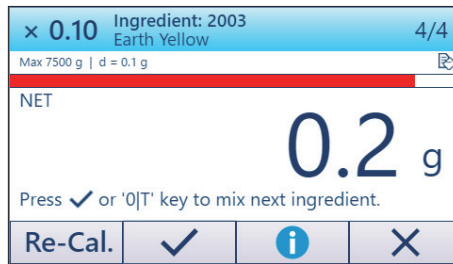 × 0.10
Ingredient: 2003
Earth Yellow
4/4
Max 7500 g | d = 0.1 g
NET
0.2 g
Press ✓ or '0|T' key to mix next ingredient.
Re-Cal.